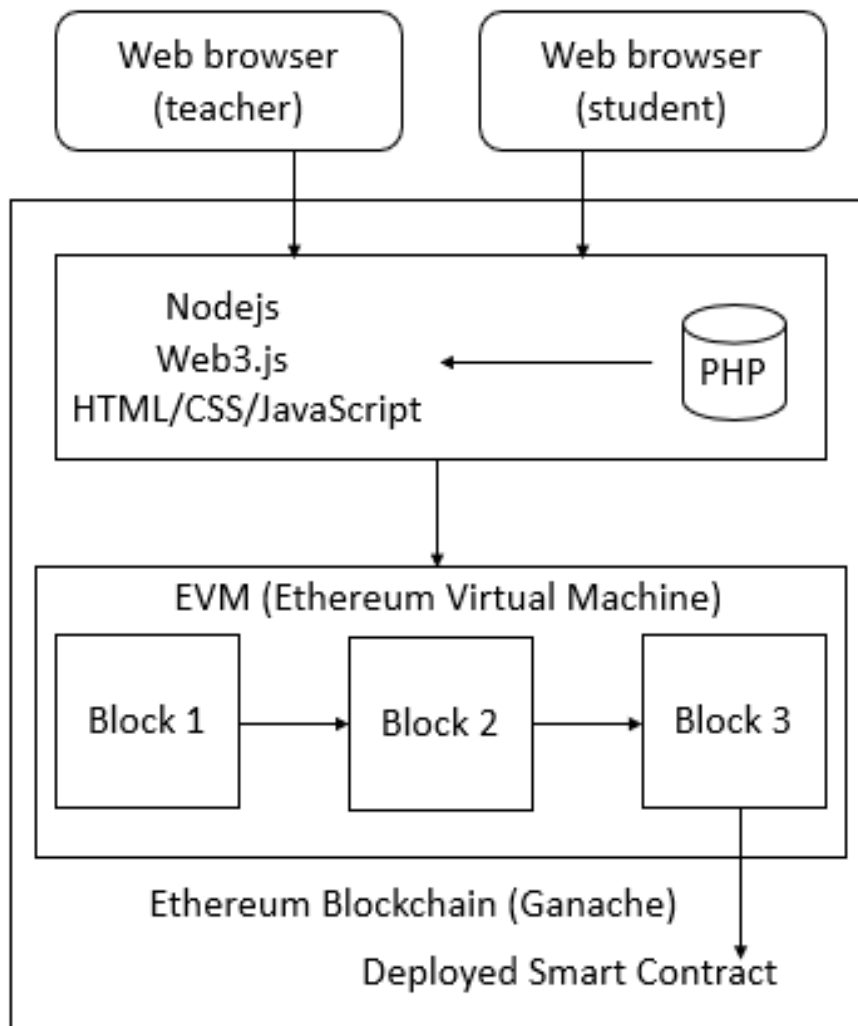 Web browser
(teacher)
Web browser
(student)
Nodejs
Web3.js
HTML/CSS/JavaScript
PHP
EVM (Ethereum Virtual Machine)
Block 1
Block 2
Block 3
Ethereum Blockchain (Ganache)
Deployed Smart Contract